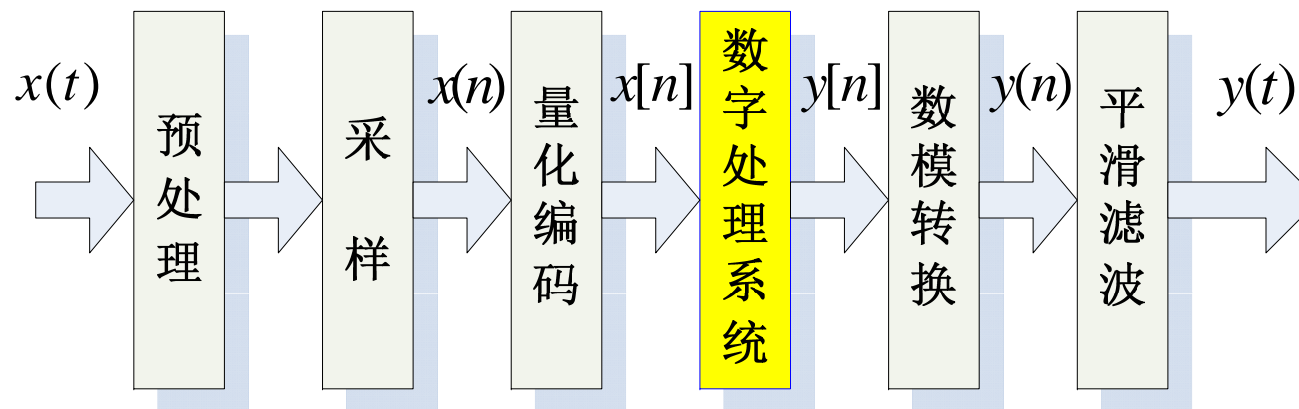 x(t)
预处理
采样
x(n)
量化编码
x[n]
数字处理系统
y[n]
数模转换
y(n)
平滑滤波
y(t)